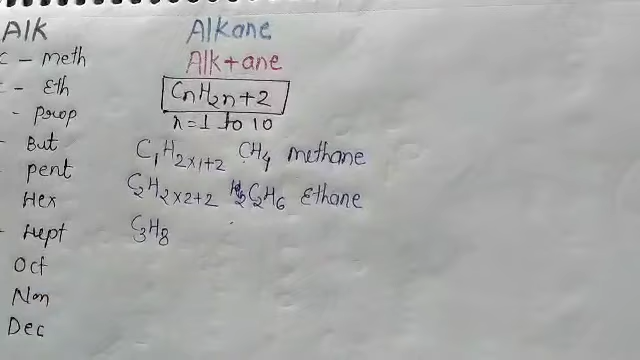 Alk
C - Meth
- Eth
- Prop
- But
- pent
Hex
- Hept
Oct
Non
Dec
Alkane
Alk+ane
CnH2n+2
n=1 to 10
C1H2x1+2 CH4 methane
C2H2x2+2 C2H6 Ethane
C3H8